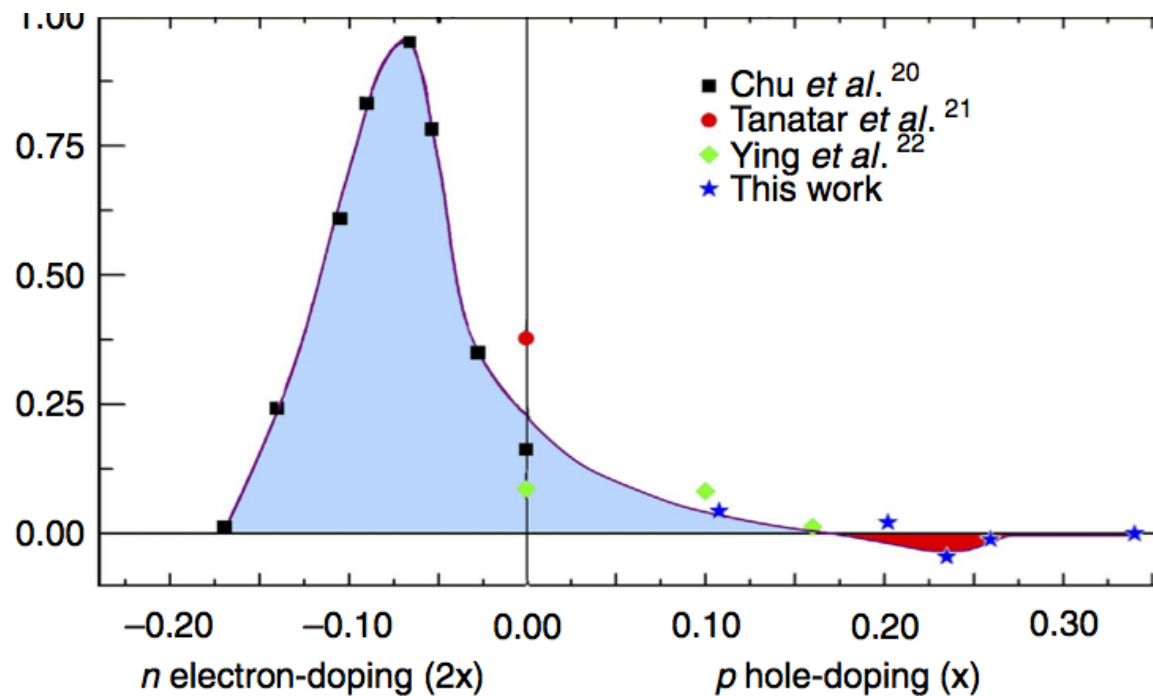 1.00
Chu et al. 20
Tanatar et al. 21
0.75
Ying et al. 22
This work
0.50
0.25
0.00
−0.20 −0.10 0.00 0.10 0.20 0.30
n electron-doping (2x) p hole-doping (x)